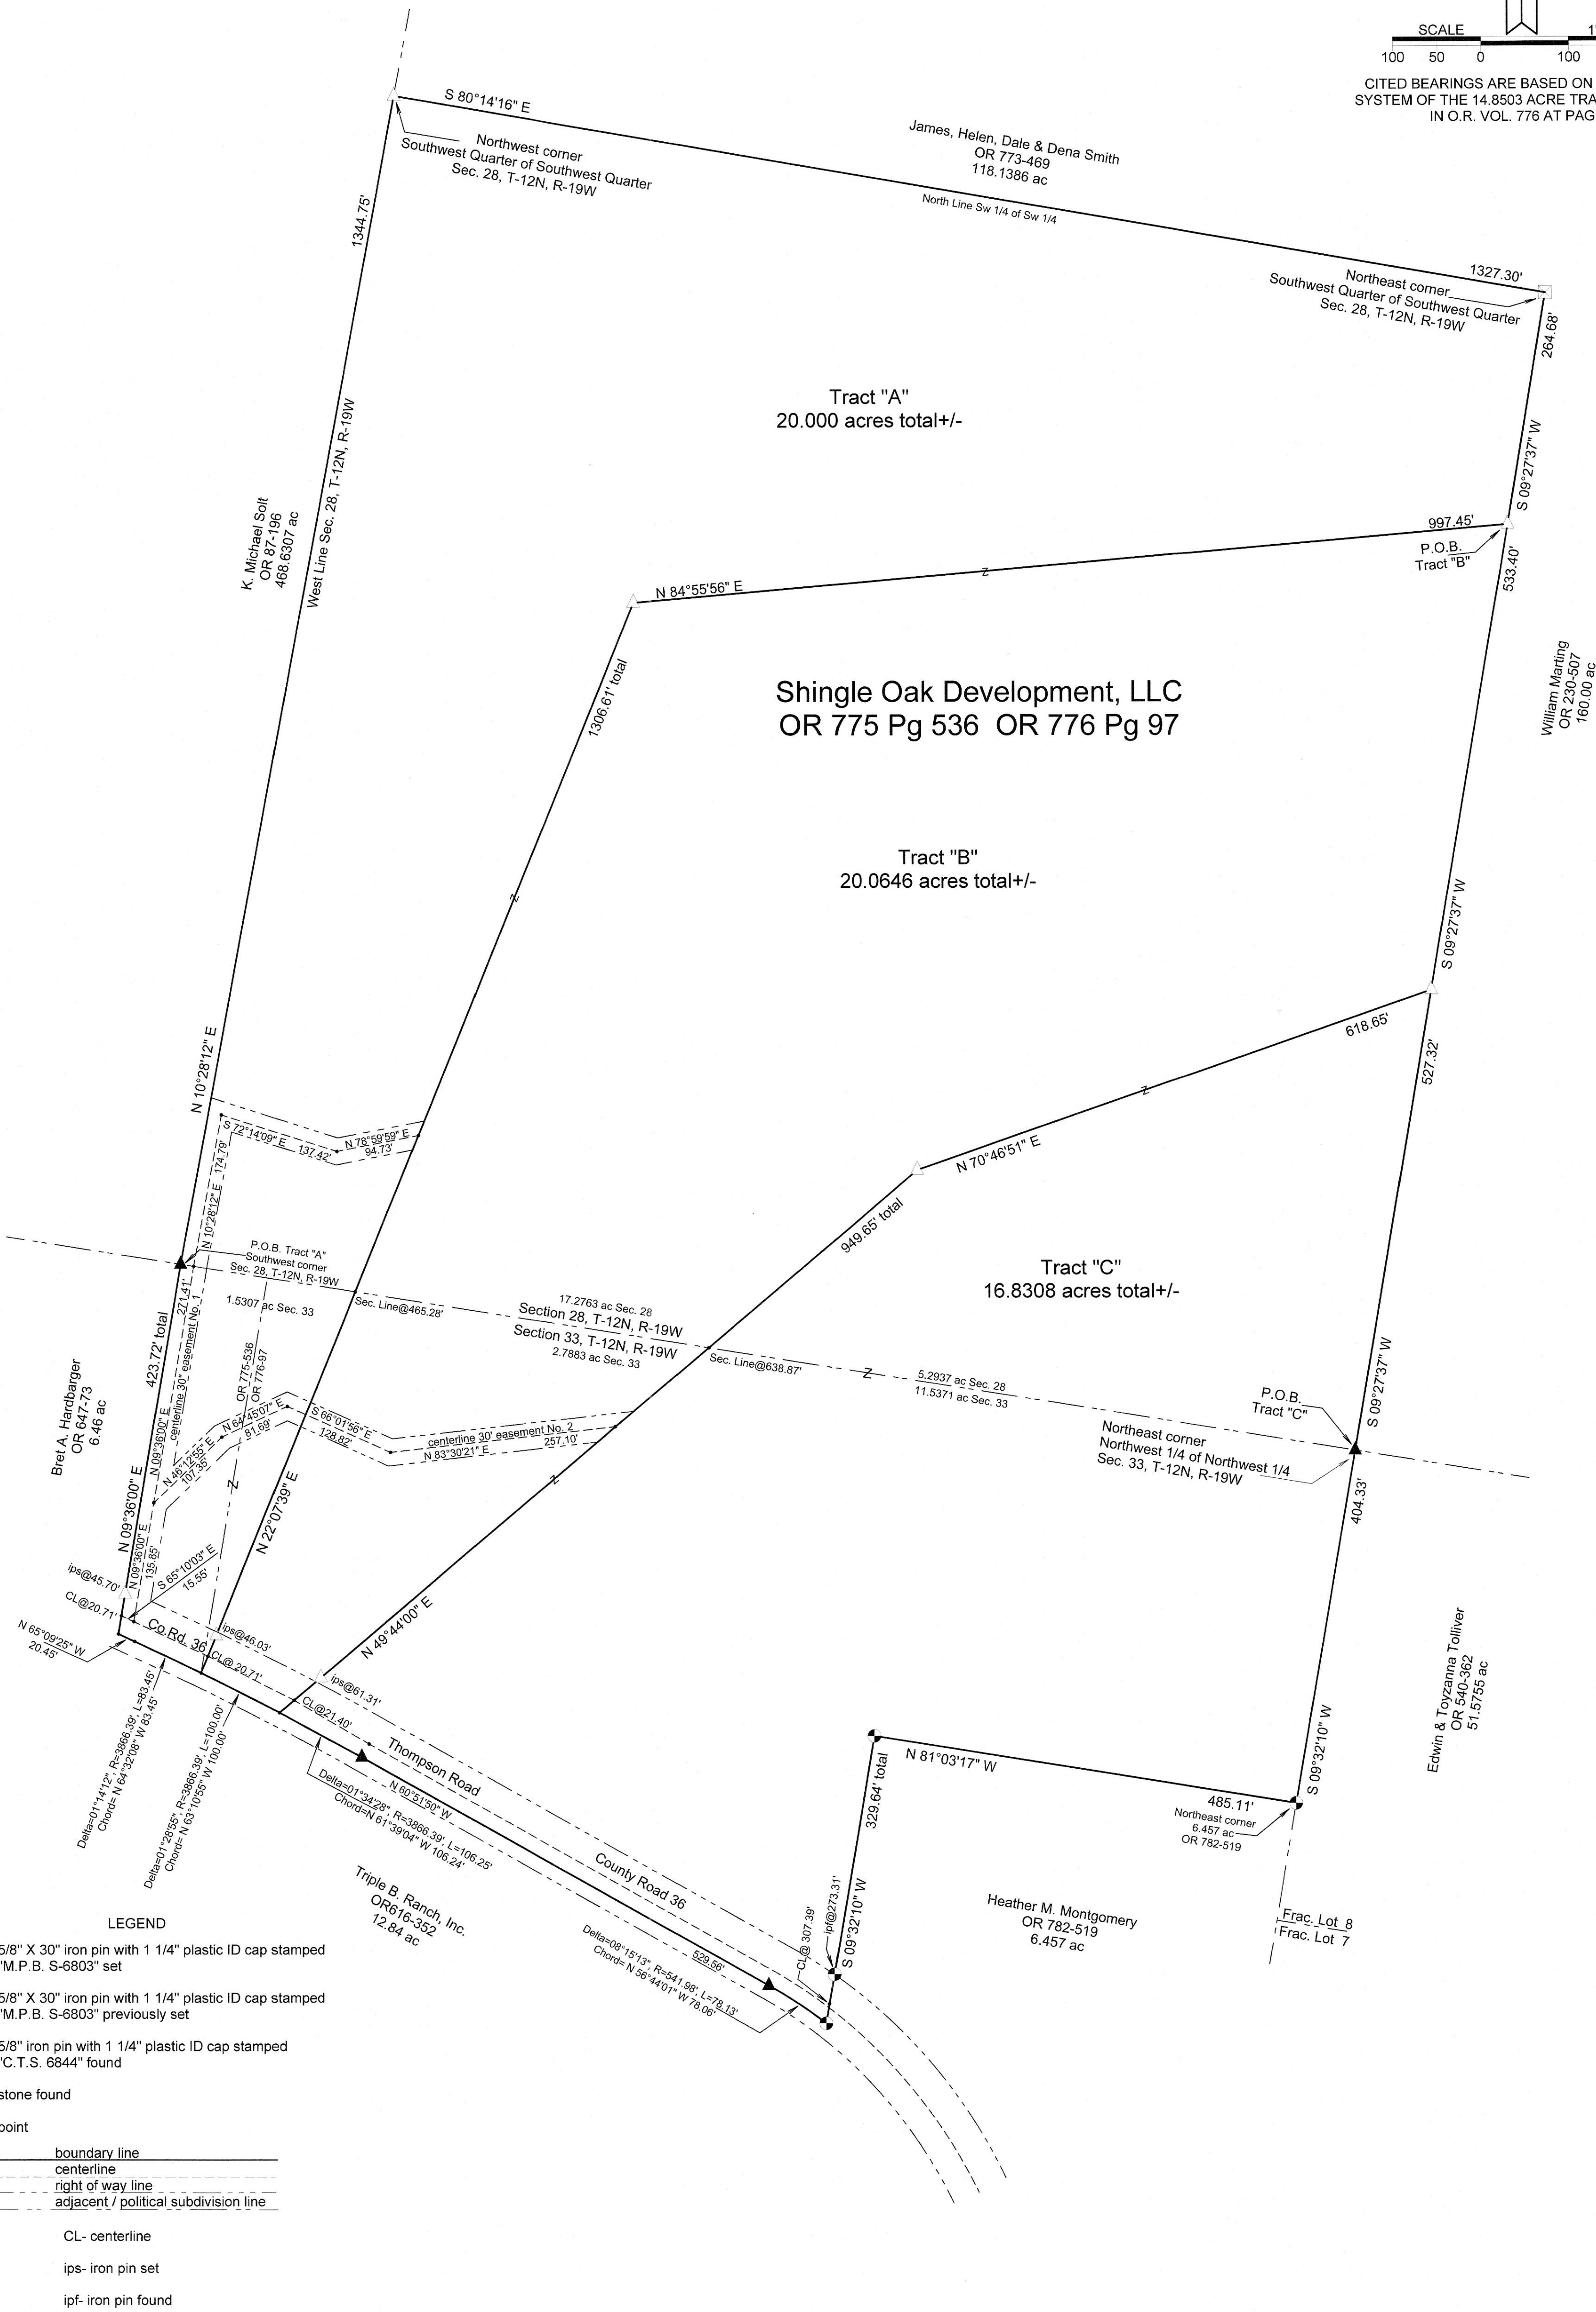 SCALE
100 50 0 100
CITED BEARINGS ARE BASED ON
SYSTEM OF THE 14.8503 ACRE TRA
IN O.R. VOL. 776 AT PAG
S 80°14'16" E
Northwest corner
Southwest Quarter of Southwest Quarter
Sec. 28, T-12N, R-19W
James, Helen, Dale & Dena Smith
OR 773-469
118.1386 ac
North Line Sw 1/4 of Sw 1/4
1327.30'
Northeast corner
Southwest Quarter of Southwest Quarter
Sec. 28, T-12N, R-19W
1344.75'
264.68'
Tract "A"
20.000 acres total+/-
S 09°27'37" W
West Line Sec. 28, T-12N, R-19W
K. Michael Solt
OR 87-196
468.6307 ac
997.45'
P.O.B.
Tract "B"
533.40'
N 84°55'56" E
z
1306.61' total
Shingle Oak Development, LLC
OR 775 Pg 536 OR 776 Pg 97
William Marting
OR 230-507
160.00 ac
Tract "B"
20.0646 acres total+/-
z
S 09°27'37" W
618.65'
527.32'
z
N 70°46'51" E
N 10°28'12" E
S 72°14'09" E
137.42'
N 78°59'59" E
94.73'
174.79'
N 10°28'12" E
949.65' total
P.O.B. Tract "A"
Southwest corner
Sec. 28, T-12N, R-19W
1.5307 ac Sec. 33
Sec. Line@465.28'
17.2763 ac Sec. 28
Section 28, T-12N, R-19W
Section 33, T-12N, R-19W
2.7883 ac Sec. 33
Sec. Line@638.87'
z
5.2937 ac Sec. 28
11.5371 ac Sec. 33
Tract "C"
16.8308 acres total+/-
P.O.B.
Tract "C"
S 09°27'37" W
Northeast corner
Northwest 1/4 of Northwest 1/4
Sec. 33, T-12N, R-19W
404.33'
423.72' total
271.41'
centerline 30' easement No. 1
N 09°36'00" E
OR 775-536
OR 776-97
Bret A. Hardbarger
OR 647-73
6.46 ac
N 46°12'55" E
107.35'
N 64°45'07" E
81.69'
S 66°01'56" E
128.82'
centerline 30' easement No. 2
N 83°30'21" E
257.10'
z
z
N 09°36'00" E
N 09°36'00" E
135.85'
N 22°07'39" E
S 65°10'03" E
15.55'
ips@45.70'
CL@20.71'
N 65°09'25" W
20.45'
Co.Rd. 36
ips@46.03'
CL@ 20.71'
N 49°44'00" E
ips@61.31'
CL@21.40'
Delta=01°14'12", R=3866.39', L=83.45'
Chord= N 64°32'08" W 83.45'
Delta=01°28'55", R=3866.39', L=100.00'
Chord= N 63°10'55" W 100.00'
Thompson Road
N 60°51'50" W
Delta=01°34'28", R=3866.39', L=106.25'
Chord=N 61°39'04" W 106.24'
Triple B. Ranch, Inc.
OR616-352
12.84 ac
County Road 36
529.56'
Delta=08°15'13", R=541.98', L=78.13'
Chord= N 56°44'01" W 78.06'
329.64' total
N 81°03'17" W
485.11'
Northeast corner
6.457 ac
OR 782-519
S 09°32'10" W
Edwin & Toyzanna Tolliver
OR 540-362
51.5755 ac
CL@ 307.39'
ipf@273.31'
S 09°32'10" W
Heather M. Montgomery
OR 782-519
6.457 ac
Frac. Lot 8
Frac. Lot 7
LEGEND
5/8" X 30" iron pin with 1 1/4" plastic ID cap stamped
"M.P.B. S-6803" set
5/8" X 30" iron pin with 1 1/4" plastic ID cap stamped
"M.P.B. S-6803" previously set
5/8" iron pin with 1 1/4" plastic ID cap stamped
"C.T.S. 6844" found
stone found
point
boundary line
centerline
right of way line
adjacent / political subdivision line
CL- centerline
ips- iron pin set
ipf- iron pin found